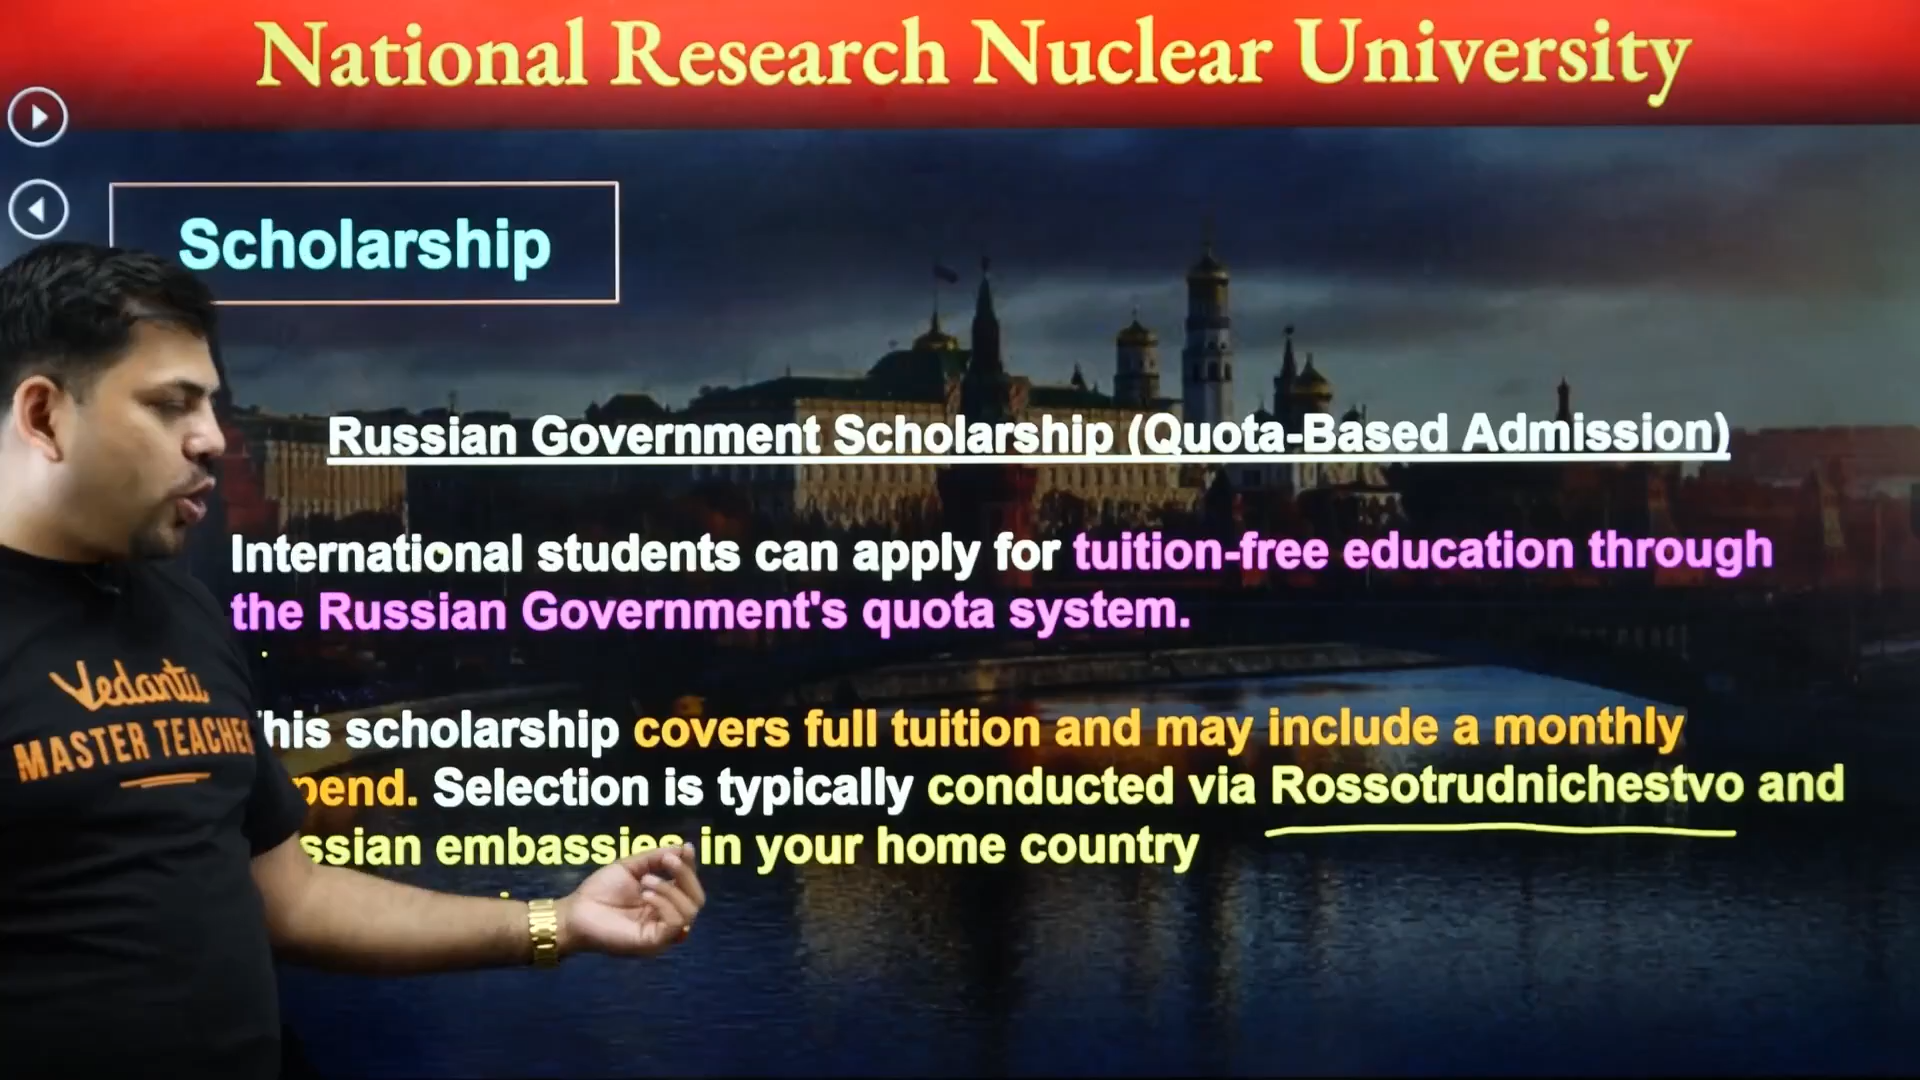 National Research Nuclear University
Scholarship
Russian Government Scholarship (Quota-Based Admission)
International students can apply for tuition-free education through
the Russian Government's quota system.
his scholarship covers full tuition and may include a monthly
pend. Selection is typically conducted via Rossotrudnichestvo and
ssian embassies in your home country
Vedantu
MASTER TEACHER